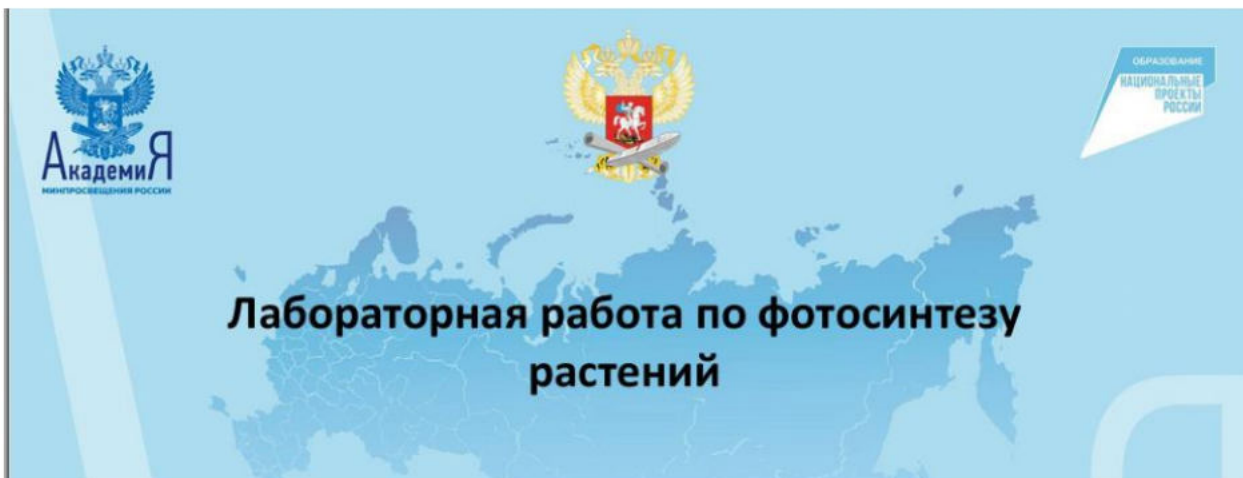 АкадемиЯ
МИНПРОСВЕЩЕНИЯ РОССИИ
ОБРАЗОВАНИЕ
НАЦИОНАЛЬНЫЕ
ПРОЕКТЫ
РОССИИ
Лабораторная работа по фотосинтезу
растений